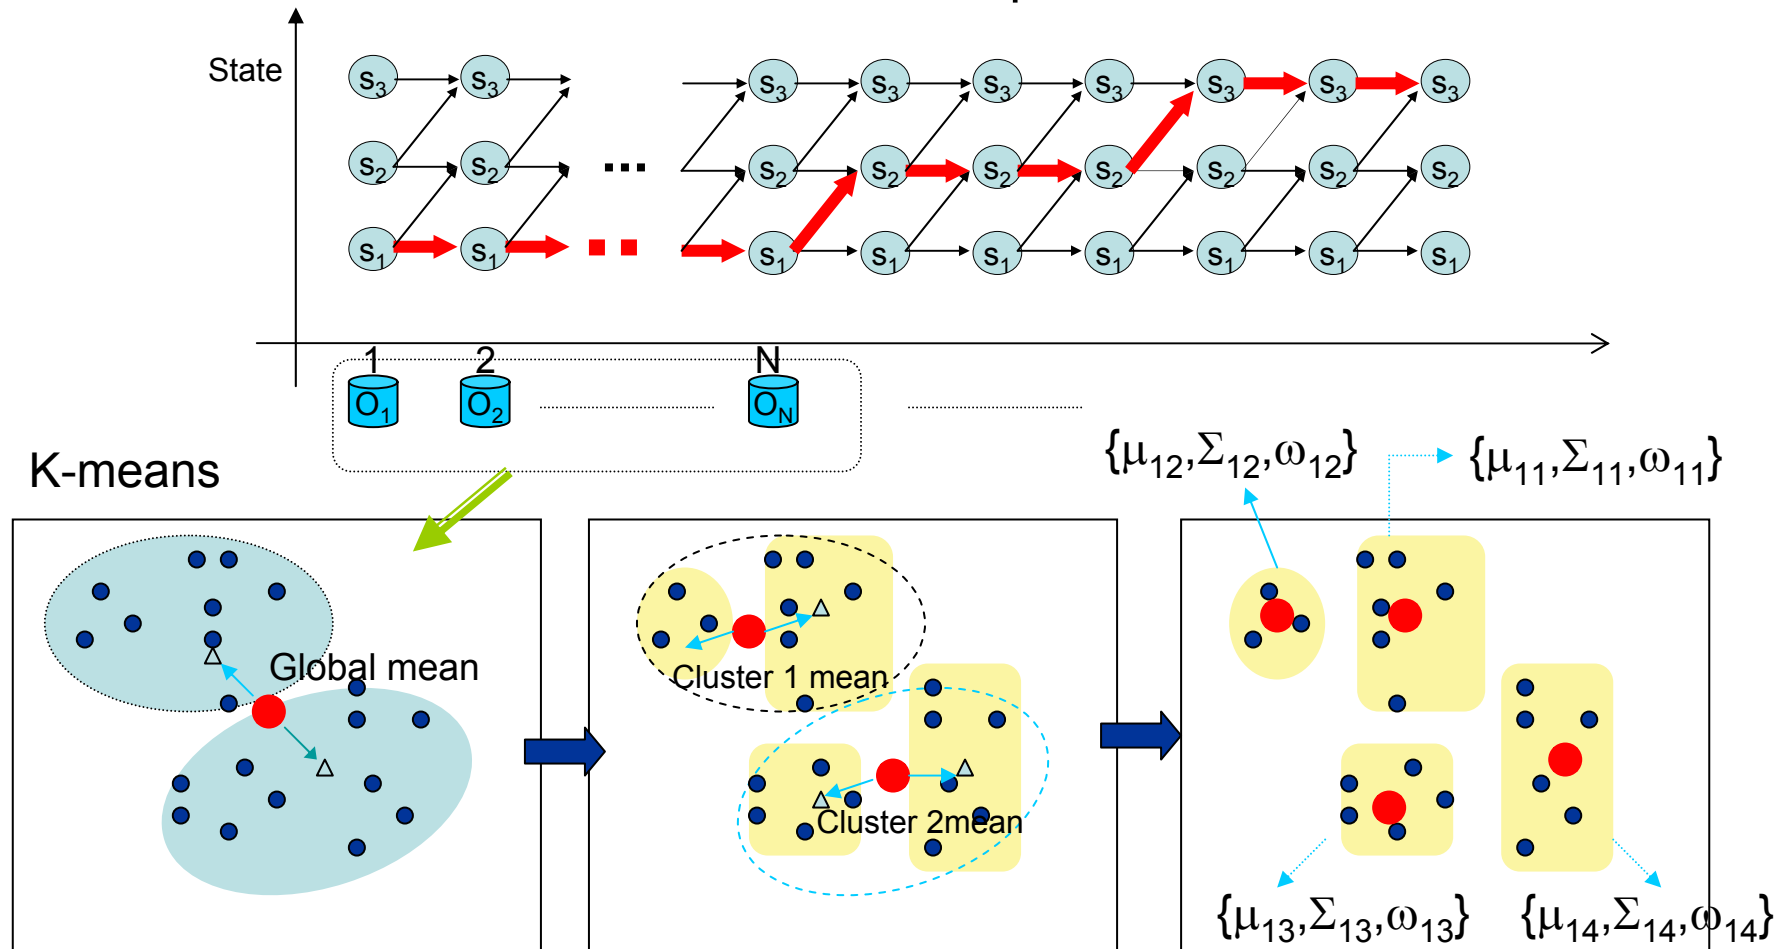 State
s3 s3 s3 s3 s3 s3 s3 s3 s3
s2 s2 ... s2 s2 s2 s2 s2 s2 s2
s1 s1 s1 s1 s1 s1 s1 s1 s1
1 2 N
O1 O2 ON
{μ12,Σ12,ω12} {μ11,Σ11,ω11}
K-means
Global mean
Cluster 1 mean
Cluster 2mean
{μ13,Σ13,ω13} {μ14,Σ14,ω14}